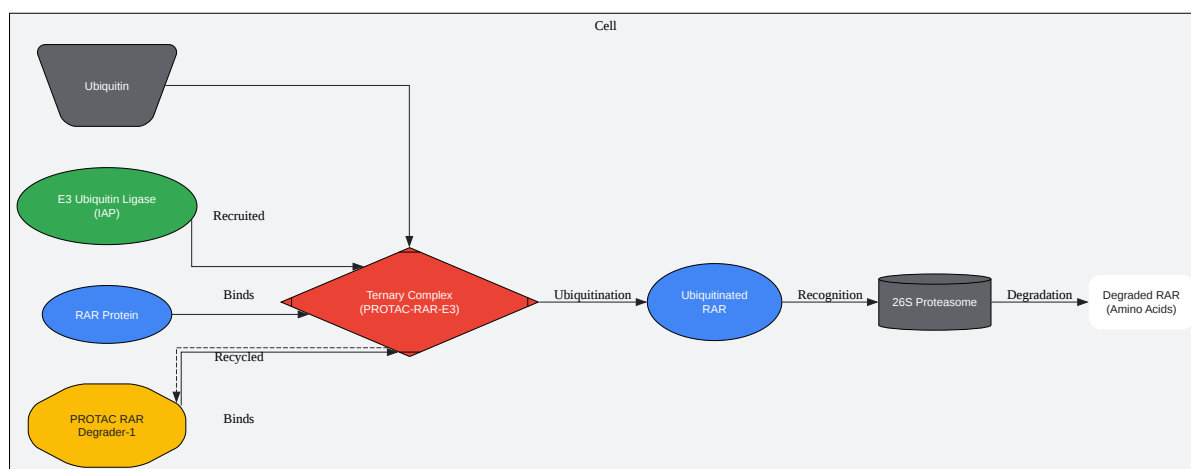 Cell
Ubiquitin
E3 Ubiquitin Ligase
(IAP)
Recruited
Binds
RAR Protein
Ternary Complex
(PROTAC-RAR-E3)
Ubiquitination
Ubiquitinated
RAR
Recognition
26S Proteasome
Degradation
Degraded RAR
(Amino Acids)
Recycled
PROTAC RAR
Degrader-1
Binds